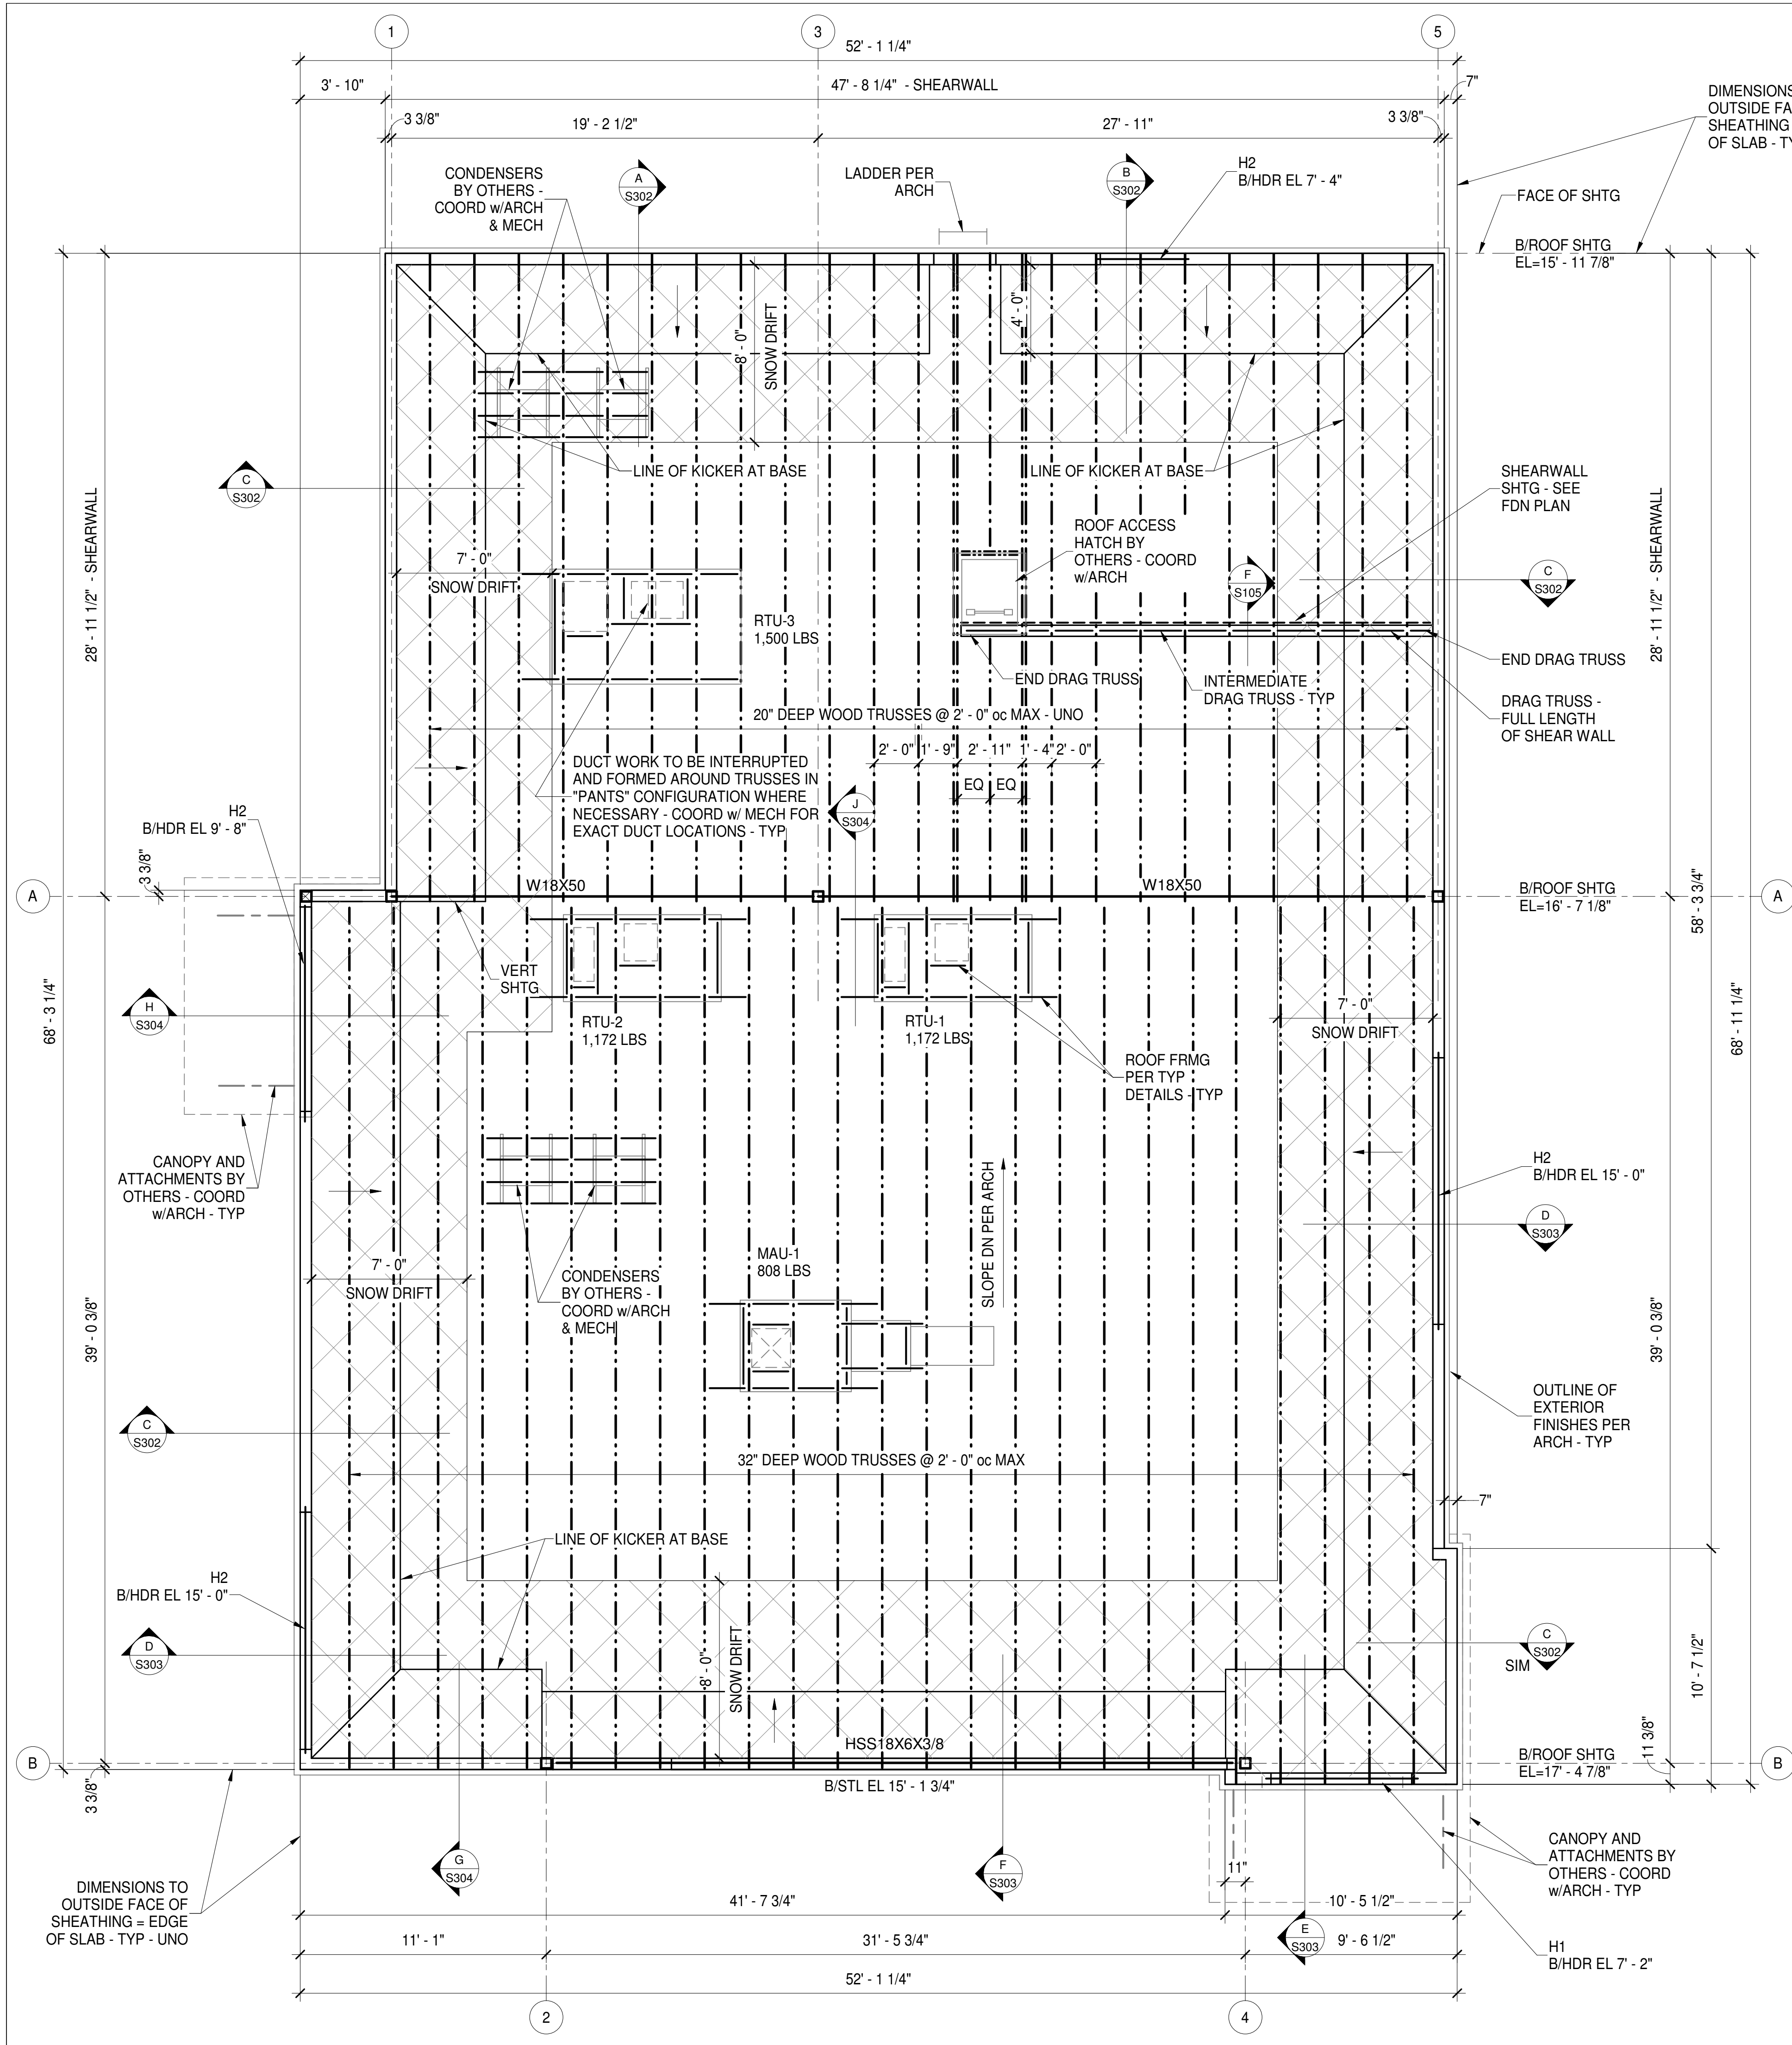 1
3
5
52' - 1 1/4"
3' - 10"
47' - 8 1/4" - SHEARWALL
7"
3 3/8"
19' - 2 1/2"
27' - 11"
3 3/8"
DIMENSIONS
OUTSIDE FA
SHEATHING
OF SLAB - TY
CONDENSERS
BY OTHERS -
COORD w/ARCH
& MECH
A
S302
LADDER PER
ARCH
B
S302
H2
B/HDR EL 7' - 4"
FACE OF SHTG
B/ROOF SHTG
EL=15' - 11 7/8"
8' - 0"
SNOW DRIFT
4' - 0"
LINE OF KICKER AT BASE
LINE OF KICKER AT BASE
C
S302
SHEARWALL
SHTG - SEE
FDN PLAN
28' - 11 1/2" - SHEARWALL
28' - 11 1/2" - SHEARWALL
7' - 0"
SNOW DRIFT
ROOF ACCESS
HATCH BY
OTHERS - COORD
w/ARCH
F
S105
C
S302
RTU-3
1,500 LBS
END DRAG TRUSS
END DRAG TRUSS
INTERMEDIATE
DRAG TRUSS - TYP
DRAG TRUSS -
FULL LENGTH
OF SHEAR WALL
20" DEEP WOOD TRUSSES @ 2' - 0" oc MAX - UNO
2' - 0"
1' - 9"
2' - 11"
1' - 4"
2' - 0"
EQ
EQ
DUCT WORK TO BE INTERRUPTED
AND FORMED AROUND TRUSSES IN
"PANTS" CONFIGURATION WHERE
NECESSARY - COORD w/ MECH FOR
EXACT DUCT LOCATIONS - TYP
J
S304
H2
B/HDR EL 9' - 8"
3 3/8"
A
W18X50
W18X50
B/ROOF SHTG
EL=16' - 7 1/8"
A
58' - 3 3/4"
VERT
SHTG
H
S304
68' - 3 1/4"
RTU-2
1,172 LBS
RTU-1
1,172 LBS
7' - 0"
SNOW DRIFT
68' - 11 1/4"
ROOF FRMG
PER TYP
DETAILS - TYP
CANOPY AND
ATTACHMENTS BY
OTHERS - COORD
w/ARCH - TYP
H2
B/HDR EL 15' - 0"
SLOPE DN PER ARCH
D
S303
7' - 0"
SNOW DRIFT
CONDENSERS
BY OTHERS -
COORD w/ARCH
& MECH
MAU-1
808 LBS
39' - 0 3/8"
39' - 0 3/8"
OUTLINE OF
EXTERIOR
FINISHES PER
ARCH - TYP
C
S302
32" DEEP WOOD TRUSSES @ 2' - 0" oc MAX
7"
LINE OF KICKER AT BASE
H2
B/HDR EL 15' - 0"
D
S303
8' - 0"
SNOW DRIFT
C
S302
SIM
10' - 7 1/2"
HSS18X6X3/8
B
B/ROOF SHTG
EL=17' - 4 7/8"
11 3/8"
B
3 3/8"
B/STL EL 15' - 1 3/4"
G
S304
F
S303
11"
CANOPY AND
ATTACHMENTS BY
OTHERS - COORD
w/ARCH - TYP
DIMENSIONS TO
OUTSIDE FACE OF
SHEATHING = EDGE
OF SLAB - TYP - UNO
41' - 7 3/4"
10' - 5 1/2"
11' - 1"
31' - 5 3/4"
E
S303
9' - 6 1/2"
H1
B/HDR EL 7' - 2"
52' - 1 1/4"
2
4